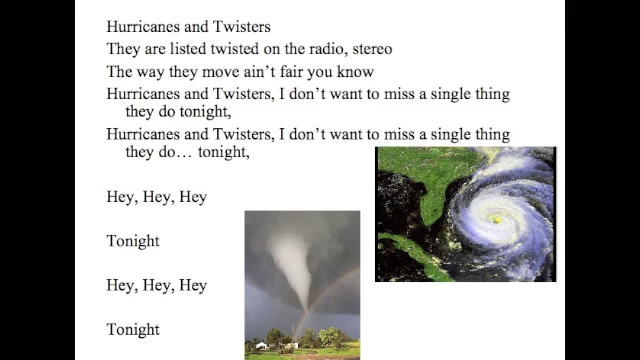 Hurricanes and Twisters
They are listed twisted on the radio, stereo
The way they move ain’t fair you know
Hurricanes and Twisters, I don’t want to miss a single thing
they do tonight,
Hurricanes and Twisters, I don’t want to miss a single thing
they do… tonight,
Hey, Hey, Hey
Tonight
Hey, Hey, Hey
Tonight